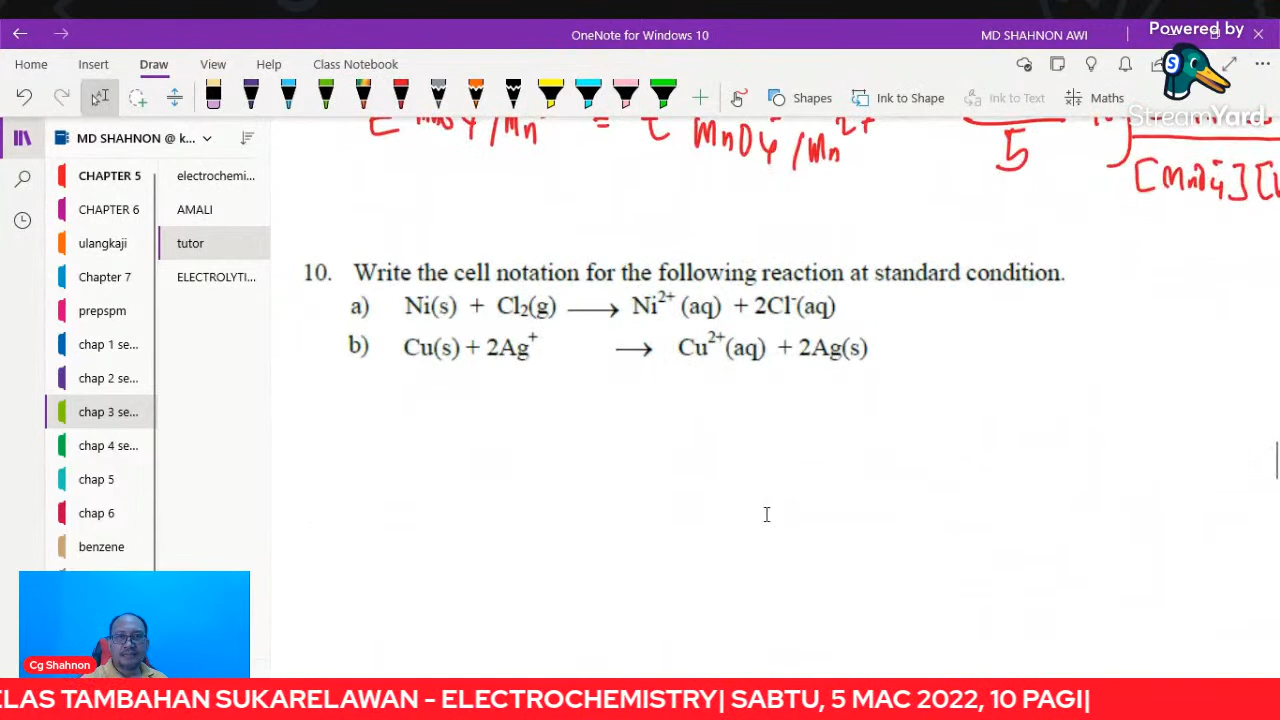 OneNote for Windows 10
MD SHAHNON AWI
Powered by
StreamYard
Home Insert Draw View Help Class Notebook
Shapes Ink to Shape Ink to Text Maths
MD SHAHNON @ k...
CHAPTER 5
CHAPTER 6
ulangkaji
Chapter 7
prepspm
chap 1 se...
chap 2 se...
chap 3 se...
chap 4 se...
chap 5
chap 6
benzene
electrochemi...
AMALI
tutor
ELECTROLYTI...
MnO4⁻/Mn²⁺
5
10. Write the cell notation for the following reaction at standard condition.
a) Ni(s) + Cl₂(g) ⟶ Ni²⁺ (aq) + 2Cl⁻(aq)
b) Cu(s) + 2Ag⁺ ⟶ Cu²⁺(aq) + 2Ag(s)
Cg Shahnon
ELAS TAMBAHAN SUKARELAWAN - ELECTROCHEMISTRY| SABTU, 5 MAC 2022, 10 PAGI|